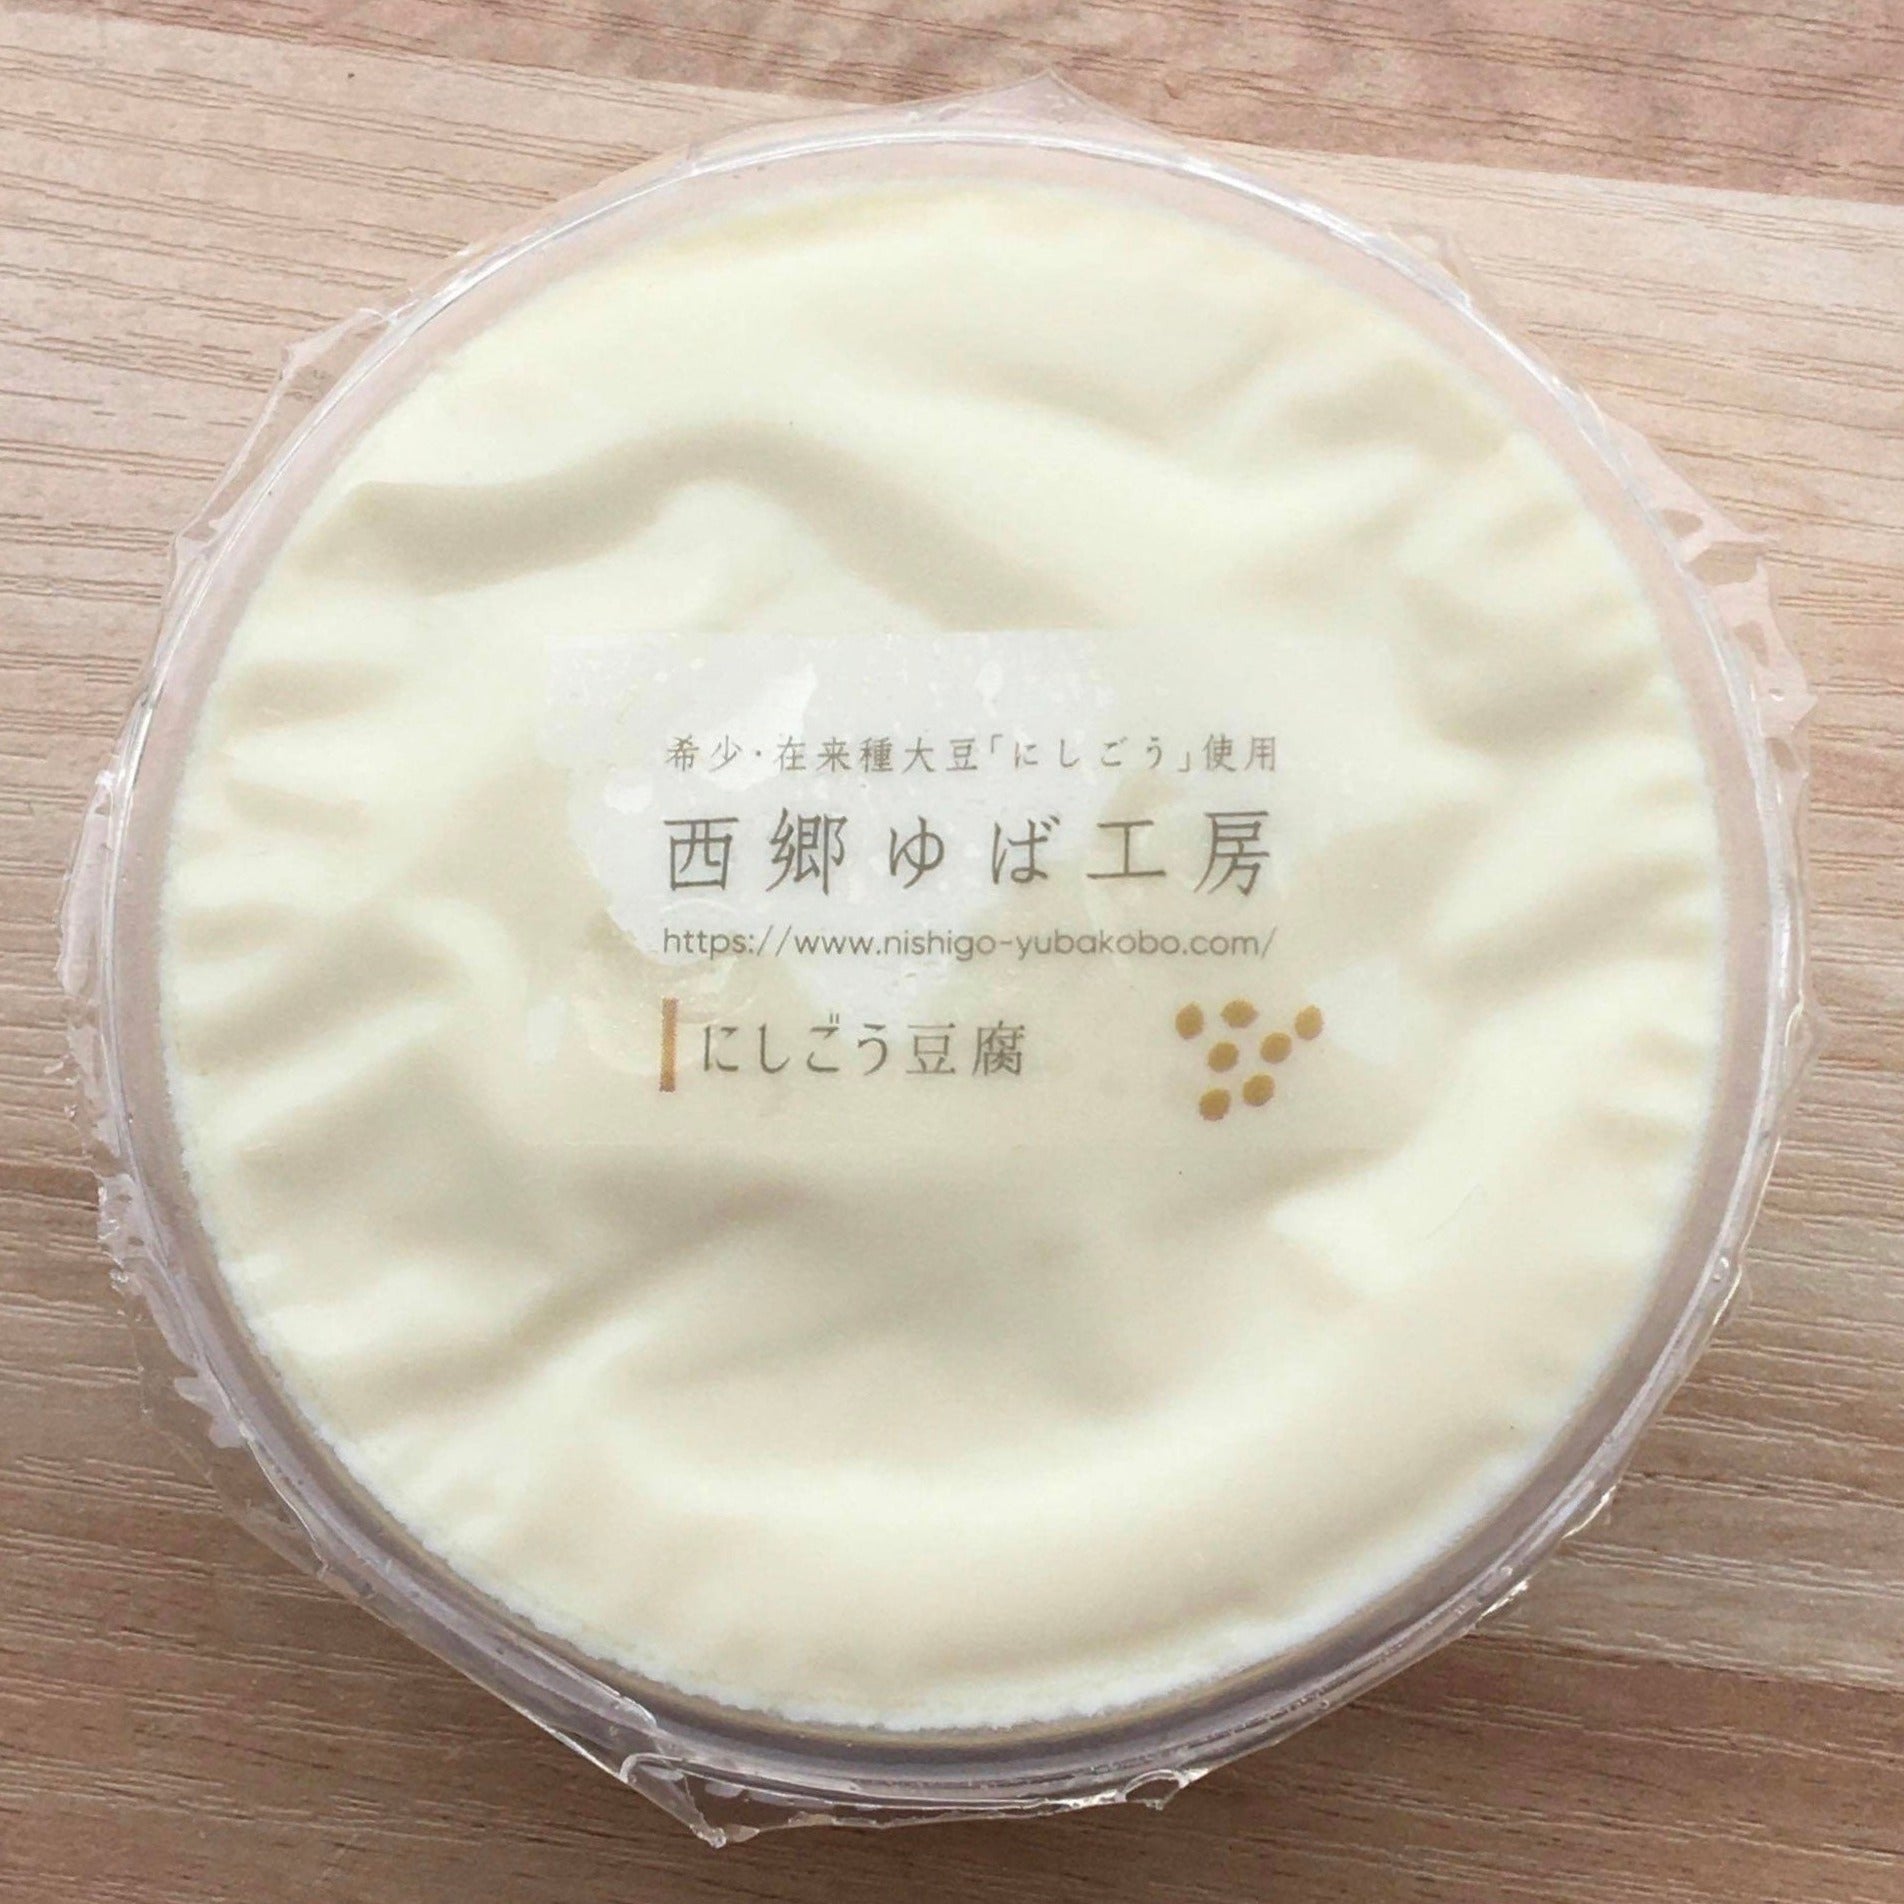 希少・在来種大豆「にしごう」使用
西郷ゆば工房
https://www.nishigo-yubakobo.com/
にしごう豆腐